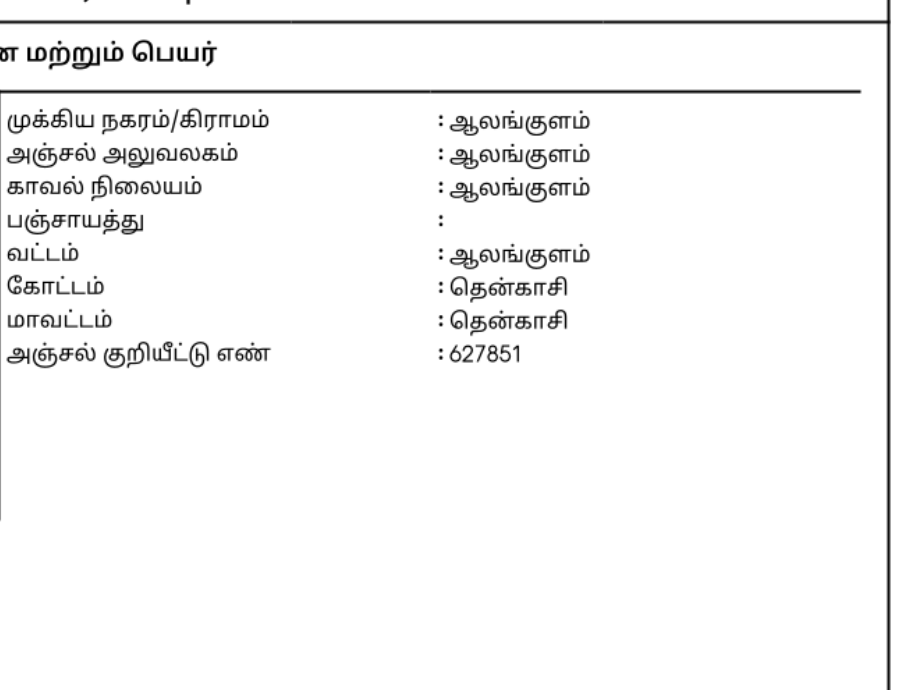 மற்றும் பெயர்
முக்கிய நகரம்/கிராமம் : ஆலங்குளம்
அஞ்சல் அலுவலகம் : ஆலங்குளம்
காவல் நிலையம் : ஆலங்குளம்
பஞ்சாயத்து :
வட்டம் : ஆலங்குளம்
கோட்டம் : தென்காசி
மாவட்டம் : தென்காசி
அஞ்சல் குறியீட்டு எண் : 627851